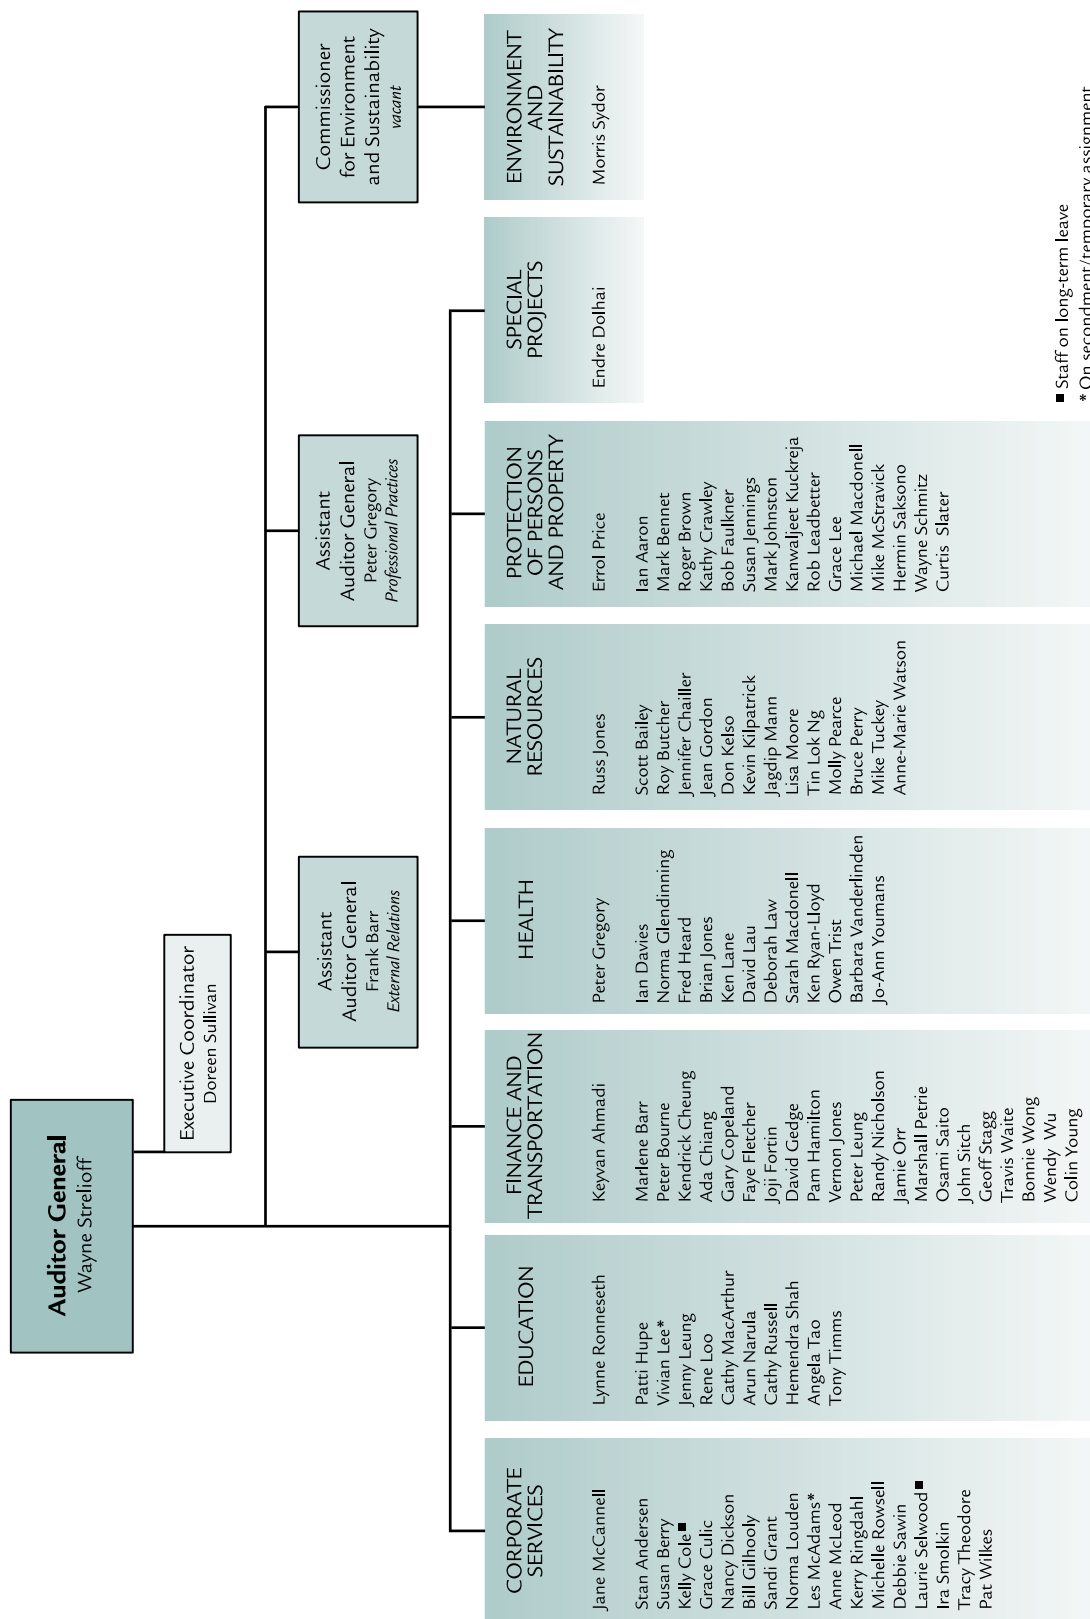 Auditor General
Wayne Strelioff
Executive Coordinator
Doreen Sullivan
Assistant
Auditor General
Frank Barr
External Relations
Assistant
Auditor General
Peter Gregory
Professional Practices
Commissioner
for Environment
and Sustainability
vacant
CORPORATE
SERVICES
Jane McCannell
Stan Andersen
Susan Berry
Kelly Cole■
Grace Culic
Nancy Dickson
Bill Gilhooly
Sandi Grant
Norma Louden
Les McAdams*
Anne McLeod
Kerry Ringdahl
Michelle Rowsell
Debbie Sawin
Laurie Selwood■
Ira Smolkin
Tracy Theodore
Pat Wilkes
EDUCATION
Lynne Ronneseth
Patti Hupe
Vivian Lee*
Jenny Leung
Rene Loo
Cathy MacArthur
Arun Narula
Cathy Russell
Hemendra Shah
Angela Tao
Tony Timms
FINANCE AND
TRANSPORTATION
Keyvan Ahmadi
Marlene Barr
Peter Bourne
Kendrick Cheung
Ada Chiang
Gary Copeland
Faye Fletcher
Joji Fortin
David Gedge
Pam Hamilton
Vernon Jones
Peter Leung
Randy Nicholson
Jamie Orr
Marshall Petrie
Osami Saito
John Sitch
Geoff Stagg
Travis Waite
Bonnie Wong
Wendy Wu
Colin Young
HEALTH
Peter Gregory
Ian Davies
Norma Glendinning
Fred Heard
Brian Jones
Ken Lane
David Lau
Deborah Law
Sarah Macdonell
Ken Ryan-Lloyd
Owen Trist
Barbara Vanderlinden
Jo-Ann Youmans
NATURAL
RESOURCES
Russ Jones
Scott Bailey
Roy Butcher
Jennifer Chailler
Jean Gordon
Don Kelso
Kevin Kilpatrick
Jagdip Mann
Lisa Moore
Tin Lok Ng
Molly Pearce
Bruce Perry
Mike Tuckey
Anne-Marie Watson
PROTECTION
OF PERSONS
AND PROPERTY
Errol Price
Ian Aaron
Mark Bennet
Roger Brown
Kathy Crawley
Bob Faulkner
Susan Jennings
Mark Johnston
Kanwaljeet Kuckreja
Rob Leadbetter
Grace Lee
Michael Macdonell
Mike McStravick
Hermin Saksono
Wayne Schmitz
Curtis Slater
SPECIAL
PROJECTS
Endre Dolhai
ENVIRONMENT
AND
SUSTAINABILITY
Morris Sydor
■ Staff on long-term leave
* On secondment/temporary assignment